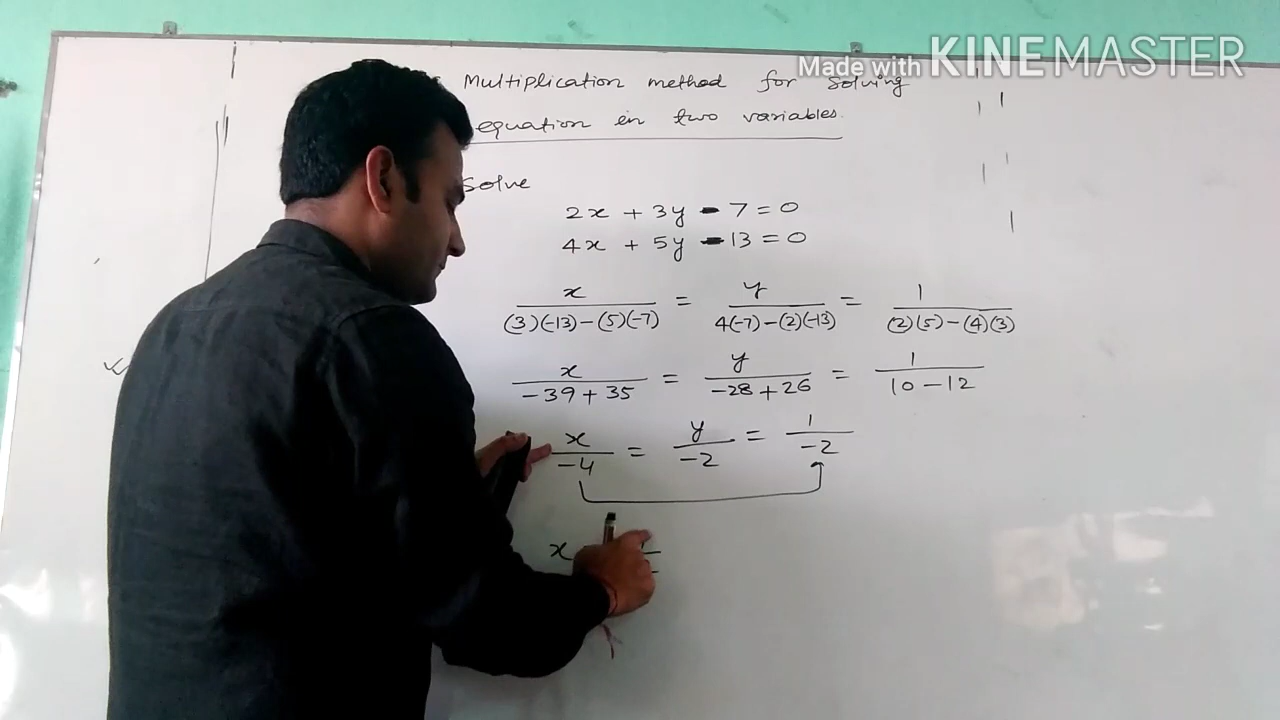 Made with KINEMASTER
Multiplication method for solving
equation in two variables.
Solve
2x + 3y - 7 = 0
4x + 5y - 13 = 0
x/((3)(-13) - (5)(-7)) = y/(4(-7) - (2)(-13)) = 1/((2)(5) - (4)(3))
x/(-39 + 35) = y/(-28 + 26) = 1/(10 - 12)
x/-4 = y/-2 = 1/-2
x